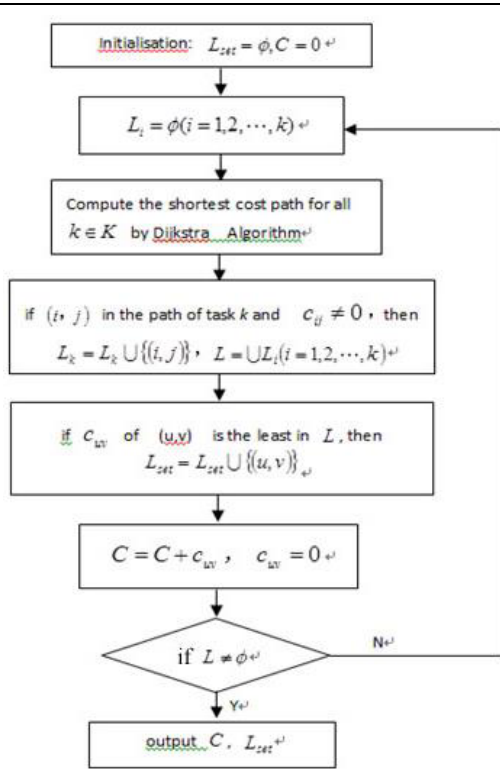 Initialisation: L_set = ϕ, C = 0 ↵
L_i = ϕ(i = 1,2,⋯,k) ↵
Compute the shortest cost path for all
k ∈ K by Dijkstra Algorithm↵
if (i, j) in the path of task k and c_ij ≠ 0 , then
L_k = L_k ∪{(i, j)}, L = ∪L_i(i = 1,2,⋯,k)↵
if c_uv of (u,v) is the least in L , then
L_set = L_set ∪ {(u, v)} ↵
C = C + c_uv , c_uv = 0 ↵
if L ≠ ϕ↵
N↵
Y↵
output C , L_set ↵